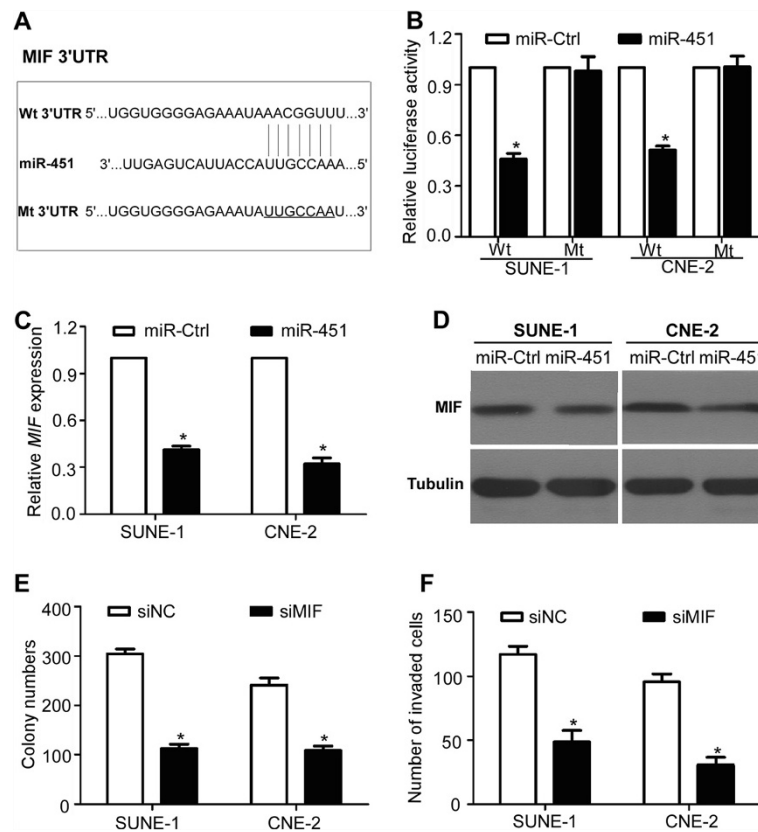 A
MIF 3'UTR
Wt 3'UTR 5'...UGGUGGGGAGAAAUAAACGGUUU...3'
miR-451 3'...UUGAGUCAUUACCAUUGCCAAA...5'
Mt 3'UTR 5'...UGGUGGGGAGAAAUAUUGCCAAU...3'
B
miR-Ctrl miR-451
Relative luciferase activity
1.2
0.9
0.6
0.3
0.0
* *
Wt Mt Wt Mt
SUNE-1 CNE-2
C
miR-Ctrl miR-451
Relative MIF expression
1.2
0.9
0.6
0.3
0.0
* *
SUNE-1 CNE-2
D
SUNE-1 CNE-2
miR-Ctrl miR-451 miR-Ctrl miR-451
MIF
Tubulin
E
siNC siMIF
Colony numbers
400
300
200
100
0
* *
SUNE-1 CNE-2
F
siNC siMIF
Number of invaded cells
150
100
50
0
* *
SUNE-1 CNE-2